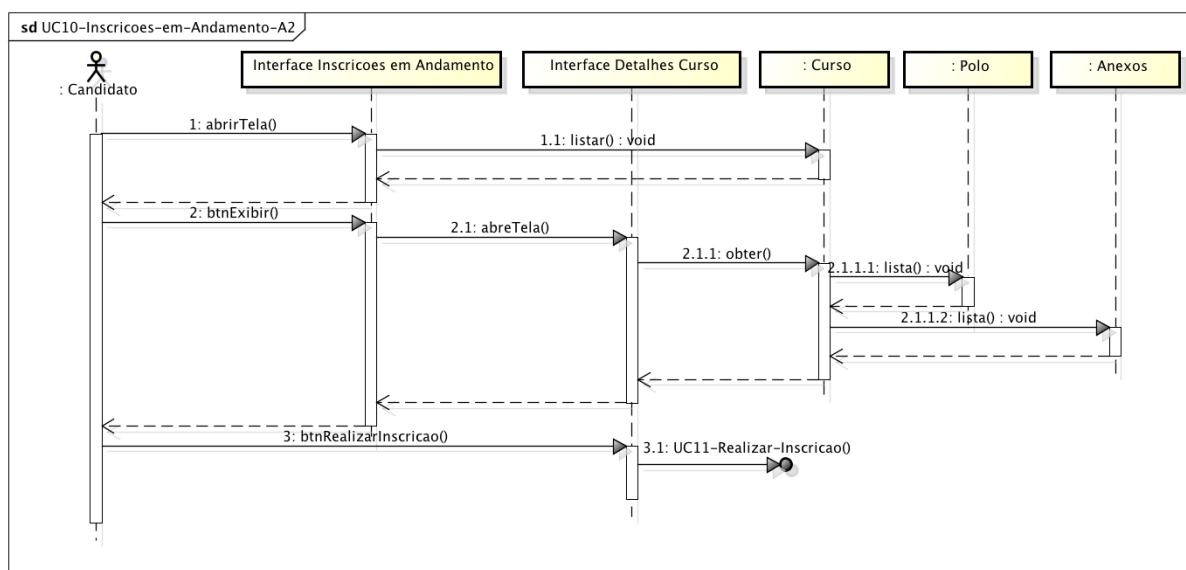 sd UC10-Inscricoes-em-Andamento-A2
: Candidato
Interface Inscricoes em Andamento
Interface Detalhes Curso
: Curso
: Polo
: Anexos
1: abrirTela()
1.1: listar() : void
2: btnExibir()
2.1: abreTela()
2.1.1: obter()
2.1.1.1: lista() : void
2.1.1.2: lista() : void
3: btnRealizarInscricao()
3.1: UC11-Realizar-Inscricao()